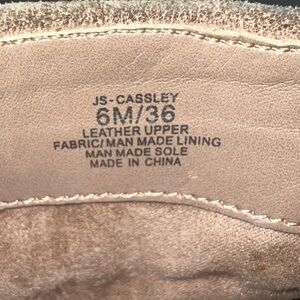 JS-CASSLEY
6M/36
LEATHER UPPER
FABRIC/MAN MADE LINING
MAN MADE SOLE
MADE IN CHINA